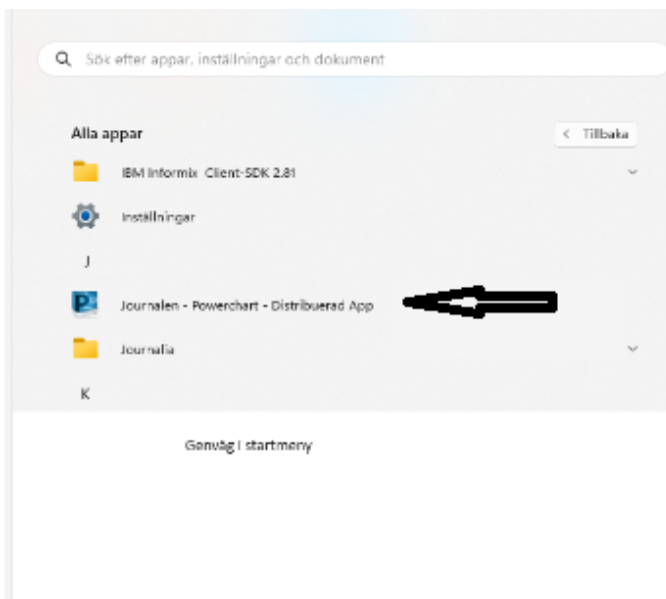 Sök efter appar, inställningar och dokument
Alla appar
< Tillbaka
IBM Informix Client-SDK 2.81
Inställningar
J
Journalen - Powerchart - Distribuerad App
Journalia
K
Genväg i startmeny